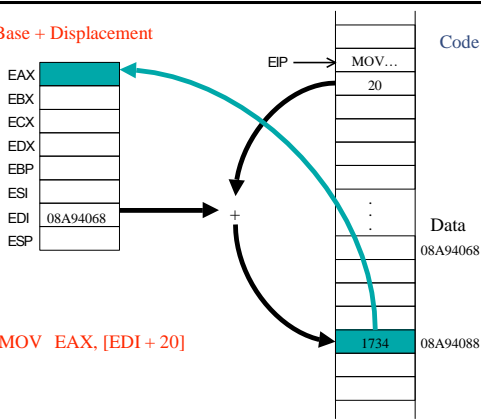 Base + Displacement
Code
EIP
MOV…
20
EAX
EBX
ECX
EDX
EBP
ESI
EDI 08A94068
ESP
+
.
.
.
Data
08A94068
MOV EAX, [EDI + 20]
1734
08A94088